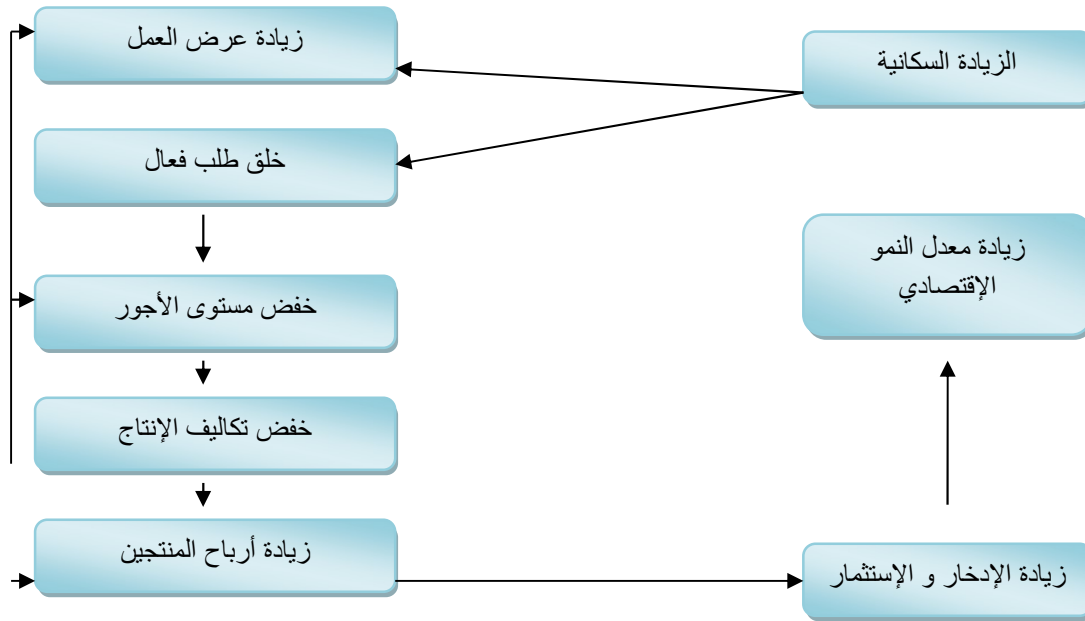 زيادة عرض العمل
الزيادة السكانية
خلق طلب فعال
زيادة معدل النمو
الإقتصادي
خفض مستوى الأجور
خفض تكاليف الإنتاج
زيادة أرباح المنتجين
زيادة الإدخار و الإستثمار